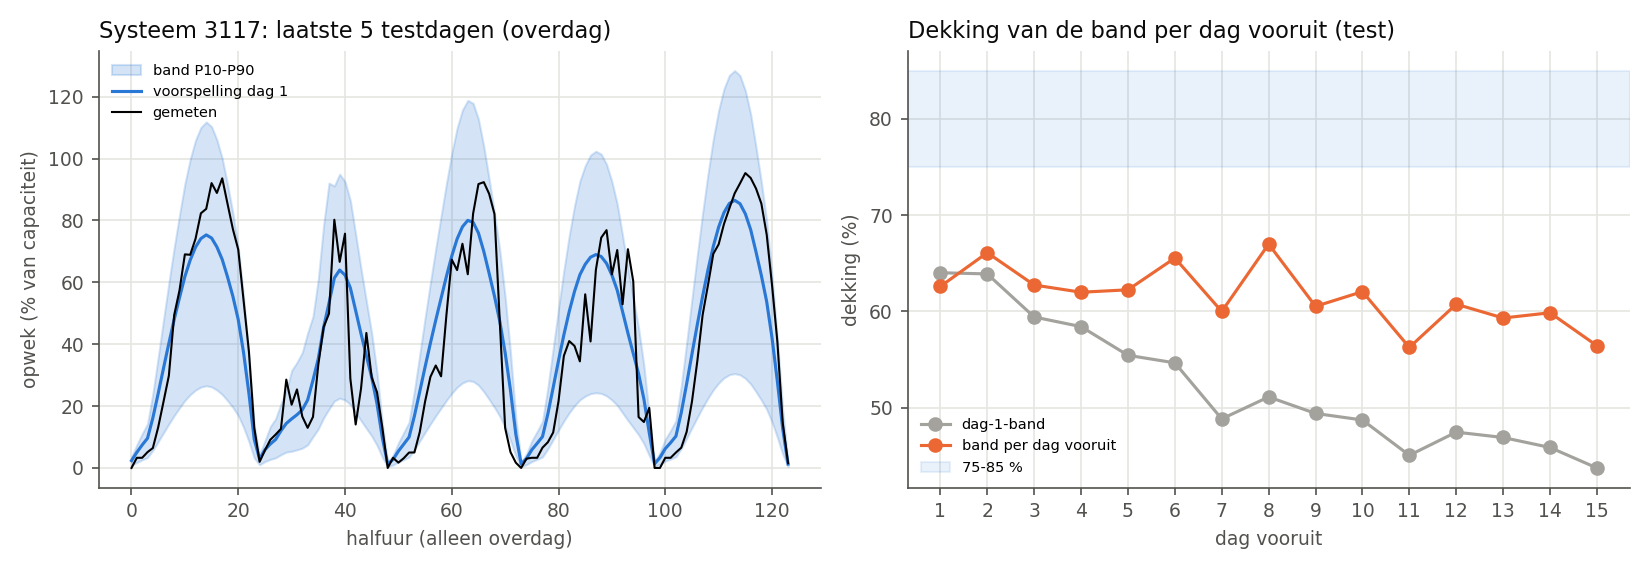 Systeem 3117: laatste 5 testdagen (overdag)
band P10-P90
voorspelling dag 1
gemeten
opwek (% van capaciteit)
120
100
80
60
40
20
0
0 20 40 60 80 100 120
halfuur (alleen overdag)
Dekking van de band per dag vooruit (test)
dekking (%)
80
70
60
50
dag-1-band
band per dag vooruit
75-85 %
1 2 3 4 5 6 7 8 9 10 11 12 13 14 15
dag vooruit